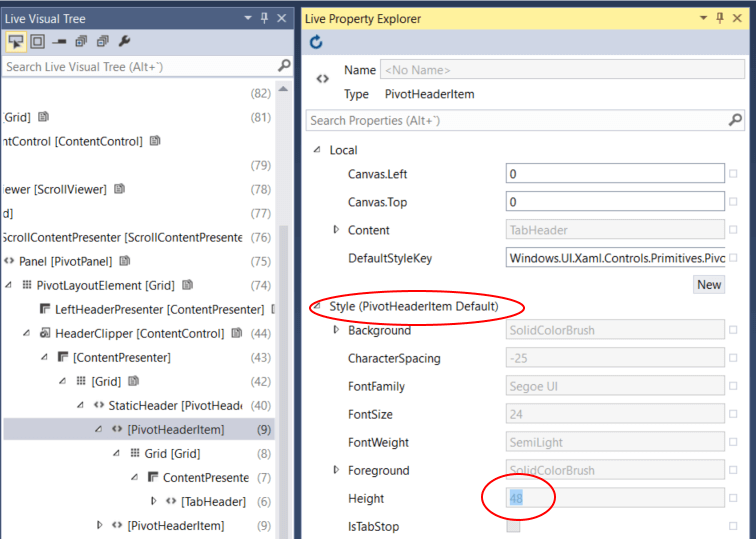 Live Visual Tree
Search Live Visual Tree (Alt+ˇ)
(82)
[Grid] (81)
ntControl [ContentControl]
(79)
ewer [ScrollViewer] (78)
d] (77)
ScrollContentPresenter [ScrollContentPresente (76)
Panel [PivotPanel] (75)
PivotLayoutElement [Grid] (74)
LeftHeaderPresenter [ContentPresenter]
HeaderClipper [ContentControl] (44)
[ContentPresenter] (43)
[Grid] (42)
StaticHeader [PivotHeade (40)
[PivotHeaderItem] (9)
Grid [Grid] (8)
ContentPresente (7)
[TabHeader] (6)
[PivotHeaderItem] (9)
Live Property Explorer
Name <No Name>
Type PivotHeaderItem
Search Properties (Alt+ˇ)
Local
Canvas.Left 0
Canvas.Top 0
Content TabHeader
DefaultStyleKey Windows.UI.Xaml.Controls.Primitives.Pivo
New
Style (PivotHeaderItem Default)
Background SolidColorBrush
CharacterSpacing -25
FontFamily Segoe UI
FontSize 24
FontWeight SemiLight
Foreground SolidColorBrush
Height 48
IsTabStop